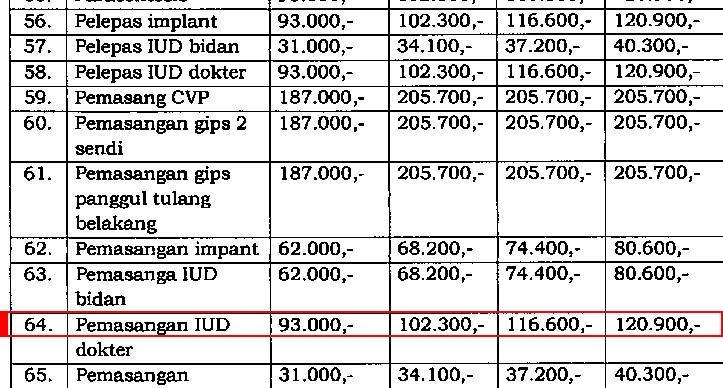 56. Pelepas implant 93.000,- 102.300,- 116.600,- 120.900,-
57. Pelepas IUD bidan 31.000,- 34.100,- 37.200,- 40.300,-
58. Pelepas IUD dokter 93.000,- 102.300,- 116.600,- 120.900,-
59. Pemasang CVP 187.000,- 205.700,- 205.700,- 205.700,-
60. Pemasangan gips 2 187.000,- 205.700,- 205.700,- 205.700,-
sendi
61. Pemasangan gips 187.000,- 205.700,- 205.700,- 205.700,-
panggul tulang
belakang
62. Pemasangan impant 62.000,- 68.200,- 74.400,- 80.600,-
63. Pemasanga IUD 62.000,- 68.200,- 74.400,- 80.600,-
bidan
64. Pemasangan IUD 93.000,- 102.300,- 116.600,- 120.900,-
dokter
65. Pemasangan 31.000,- 34.100,- 37.200,- 40.300,-